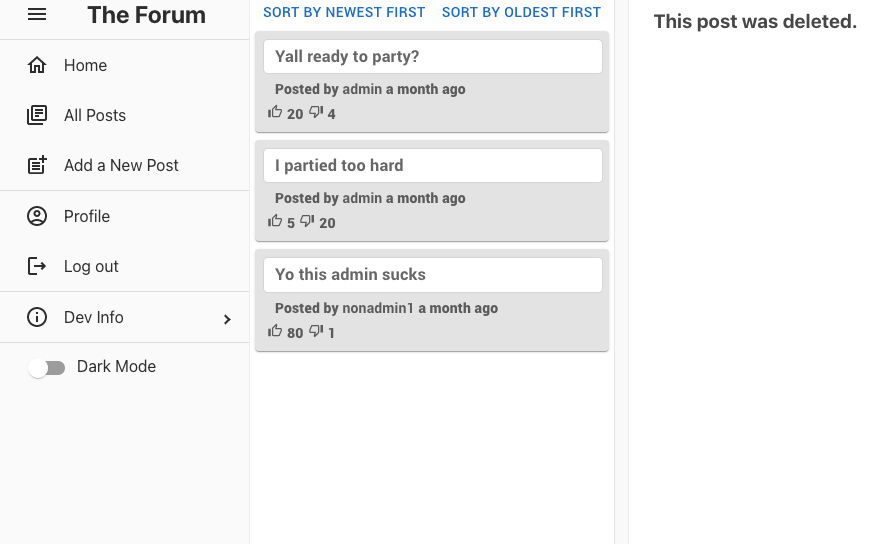 The Forum
Home
All Posts
Add a New Post
Profile
Log out
Dev Info
Dark Mode
SORT BY NEWEST FIRST SORT BY OLDEST FIRST
Yall ready to party?
Posted by admin a month ago
20 4
I partied too hard
Posted by admin a month ago
5 20
Yo this admin sucks
Posted by nonadmin1 a month ago
80 1
This post was deleted.